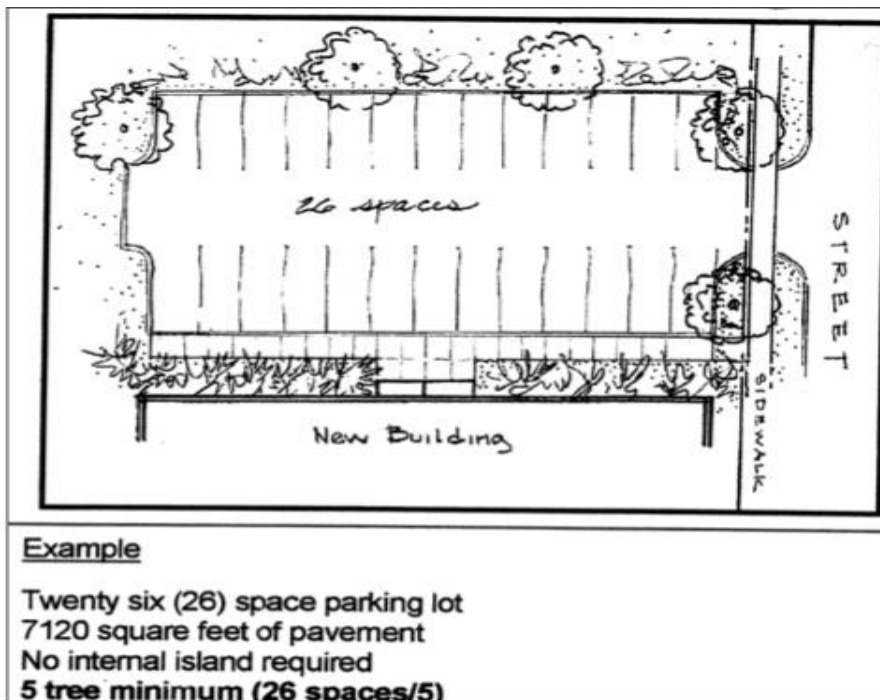 26 spaces
STREET
SIDEWALK
New Building
Example
Twenty six (26) space parking lot
7120 square feet of pavement
No internal island required
5 tree minimum (26 spaces/5)